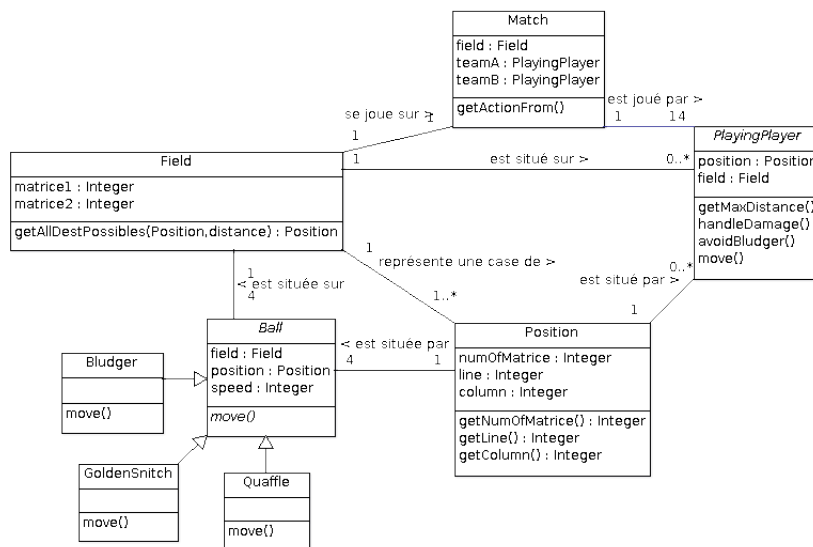 Match
field : Field
teamA : PlayingPlayer
teamB : PlayingPlayer
getActionFrom()
se joue sur >
1
1
est joué par >
1
14
PlayingPlayer
position : Position
field : Field
getMaxDistance()
handleDamage()
avoidBludger()
move()
Field
matrice1 : Integer
matrice2 : Integer
getAllDestPossibles(Position,distance) : Position
1
est situé sur >
0..*
1
représente une case de >
1..*
0..*
est situé par >
1
1
< est située sur
4
Ball
field : Field
position : Position
speed : Integer
move()
< est située par
4
1
Position
numOfMatrice : Integer
line : Integer
column : Integer
getNumOfMatrice() : Integer
getLine() : Integer
getColumn() : Integer
Bludger
move()
GoldenSnitch
move()
Quaffle
move()